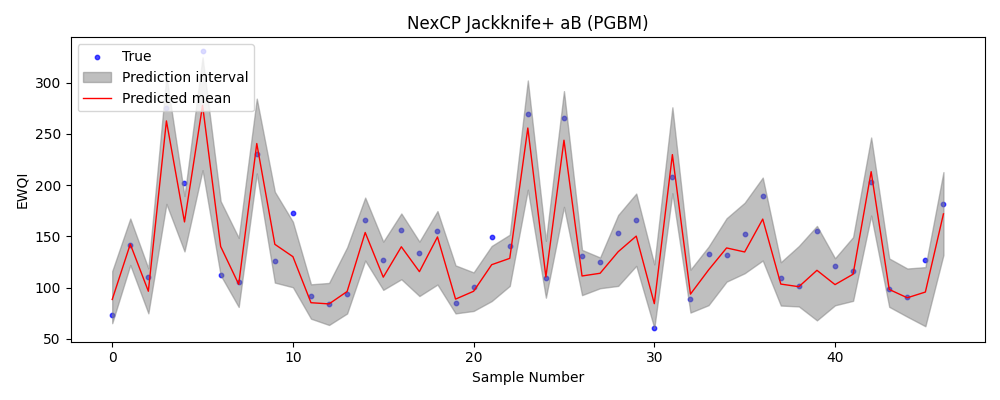 NexCP Jackknife+ aB (PGBM)
True
Prediction interval
Predicted mean
EWQI
300
250
200
150
100
50
0
10
20
30
40
Sample Number